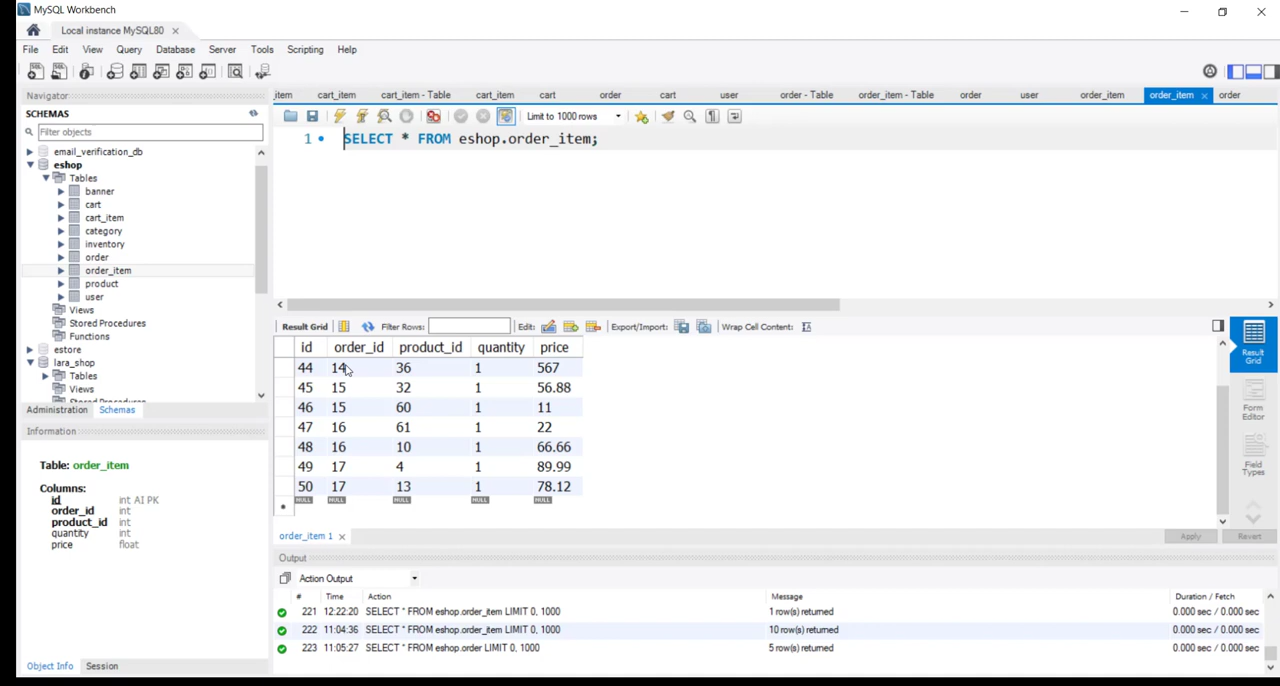 MySQL Workbench
Local instance MySQL80
File Edit View Query Database Server Tools Scripting Help
Navigator
SCHEMAS
Filter objects
email_verification_db
eshop
Tables
banner
cart
cart_item
category
inventory
order
order_item
product
user
Views
Stored Procedures
Functions
estore
lara_shop
Tables
Views
Stored Procedures
Administration Schemas
Information
Table: order_item
Columns:
id int AI PK
order_id int
product_id int
quantity int
price float
Object Info Session
item cart_item cart_item - Table cart_item cart order cart user order - Table order_item - Table order user order_item order_item order
Limit to 1000 rows
1 SELECT * FROM eshop.order_item;
Result Grid Filter Rows: Edit: Export/Import: Wrap Cell Content:
id order_id product_id quantity price
44 14 36 1 567
45 15 32 1 56.88
46 15 60 1 11
47 16 61 1 22
48 16 10 1 66.66
49 17 4 1 89.99
50 17 13 1 78.12
NULL NULL NULL NULL NULL
Result Grid
Form Editor
Field Types
order_item 1 Apply Revert
Output
Action Output
# Time Action Message Duration / Fetch
221 12:22:20 SELECT * FROM eshop.order_item LIMIT 0, 1000 1 row(s) returned 0.000 sec / 0.000 sec
222 11:04:36 SELECT * FROM eshop.order_item LIMIT 0, 1000 10 row(s) returned 0.000 sec / 0.000 sec
223 11:05:27 SELECT * FROM eshop.order LIMIT 0, 1000 5 row(s) returned 0.000 sec / 0.000 sec